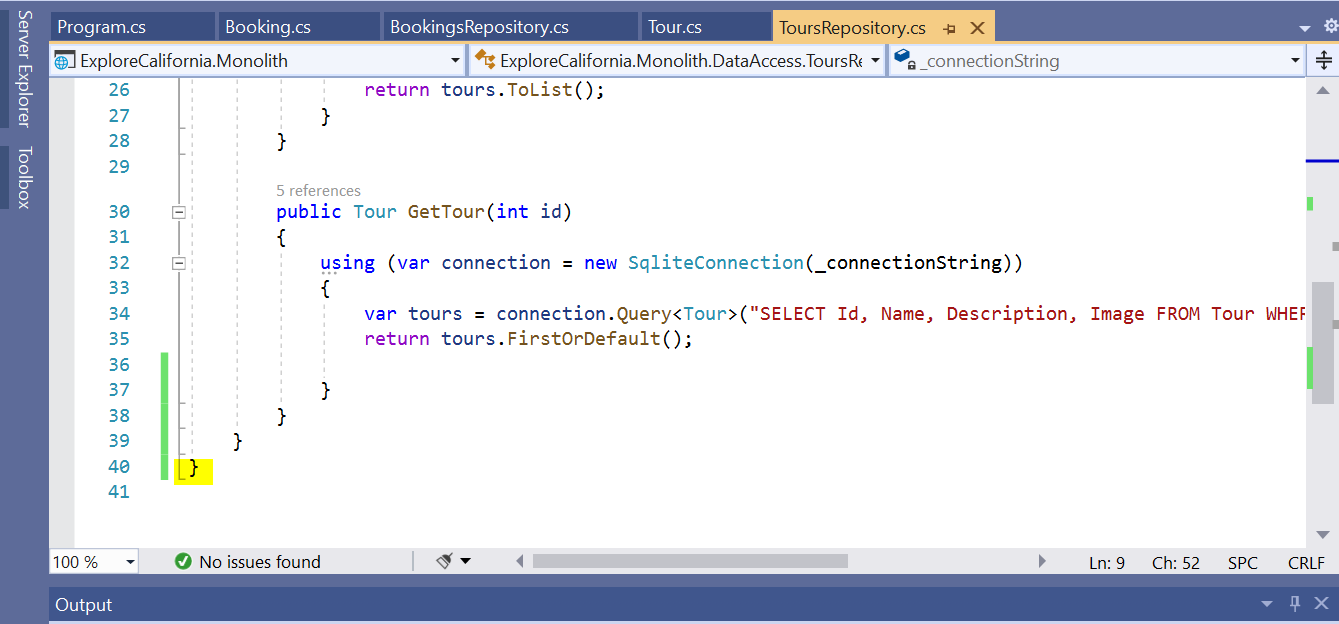 Server Explorer
Toolbox
Program.cs Booking.cs BookingsRepository.cs Tour.cs ToursRepository.cs
ExploreCalifornia.Monolith ExploreCalifornia.Monolith.DataAccess.ToursRe _connectionString
26 return tours.ToList();
27 }
28 }
29
5 references
30 public Tour GetTour(int id)
31 {
32 using (var connection = new SqliteConnection(_connectionString))
33 {
34 var tours = connection.Query<Tour>("SELECT Id, Name, Description, Image FROM Tour WHER
35 return tours.FirstOrDefault();
36
37 }
38 }
39 }
40 }
41
100 % No issues found Ln: 9 Ch: 52 SPC CRLF
Output